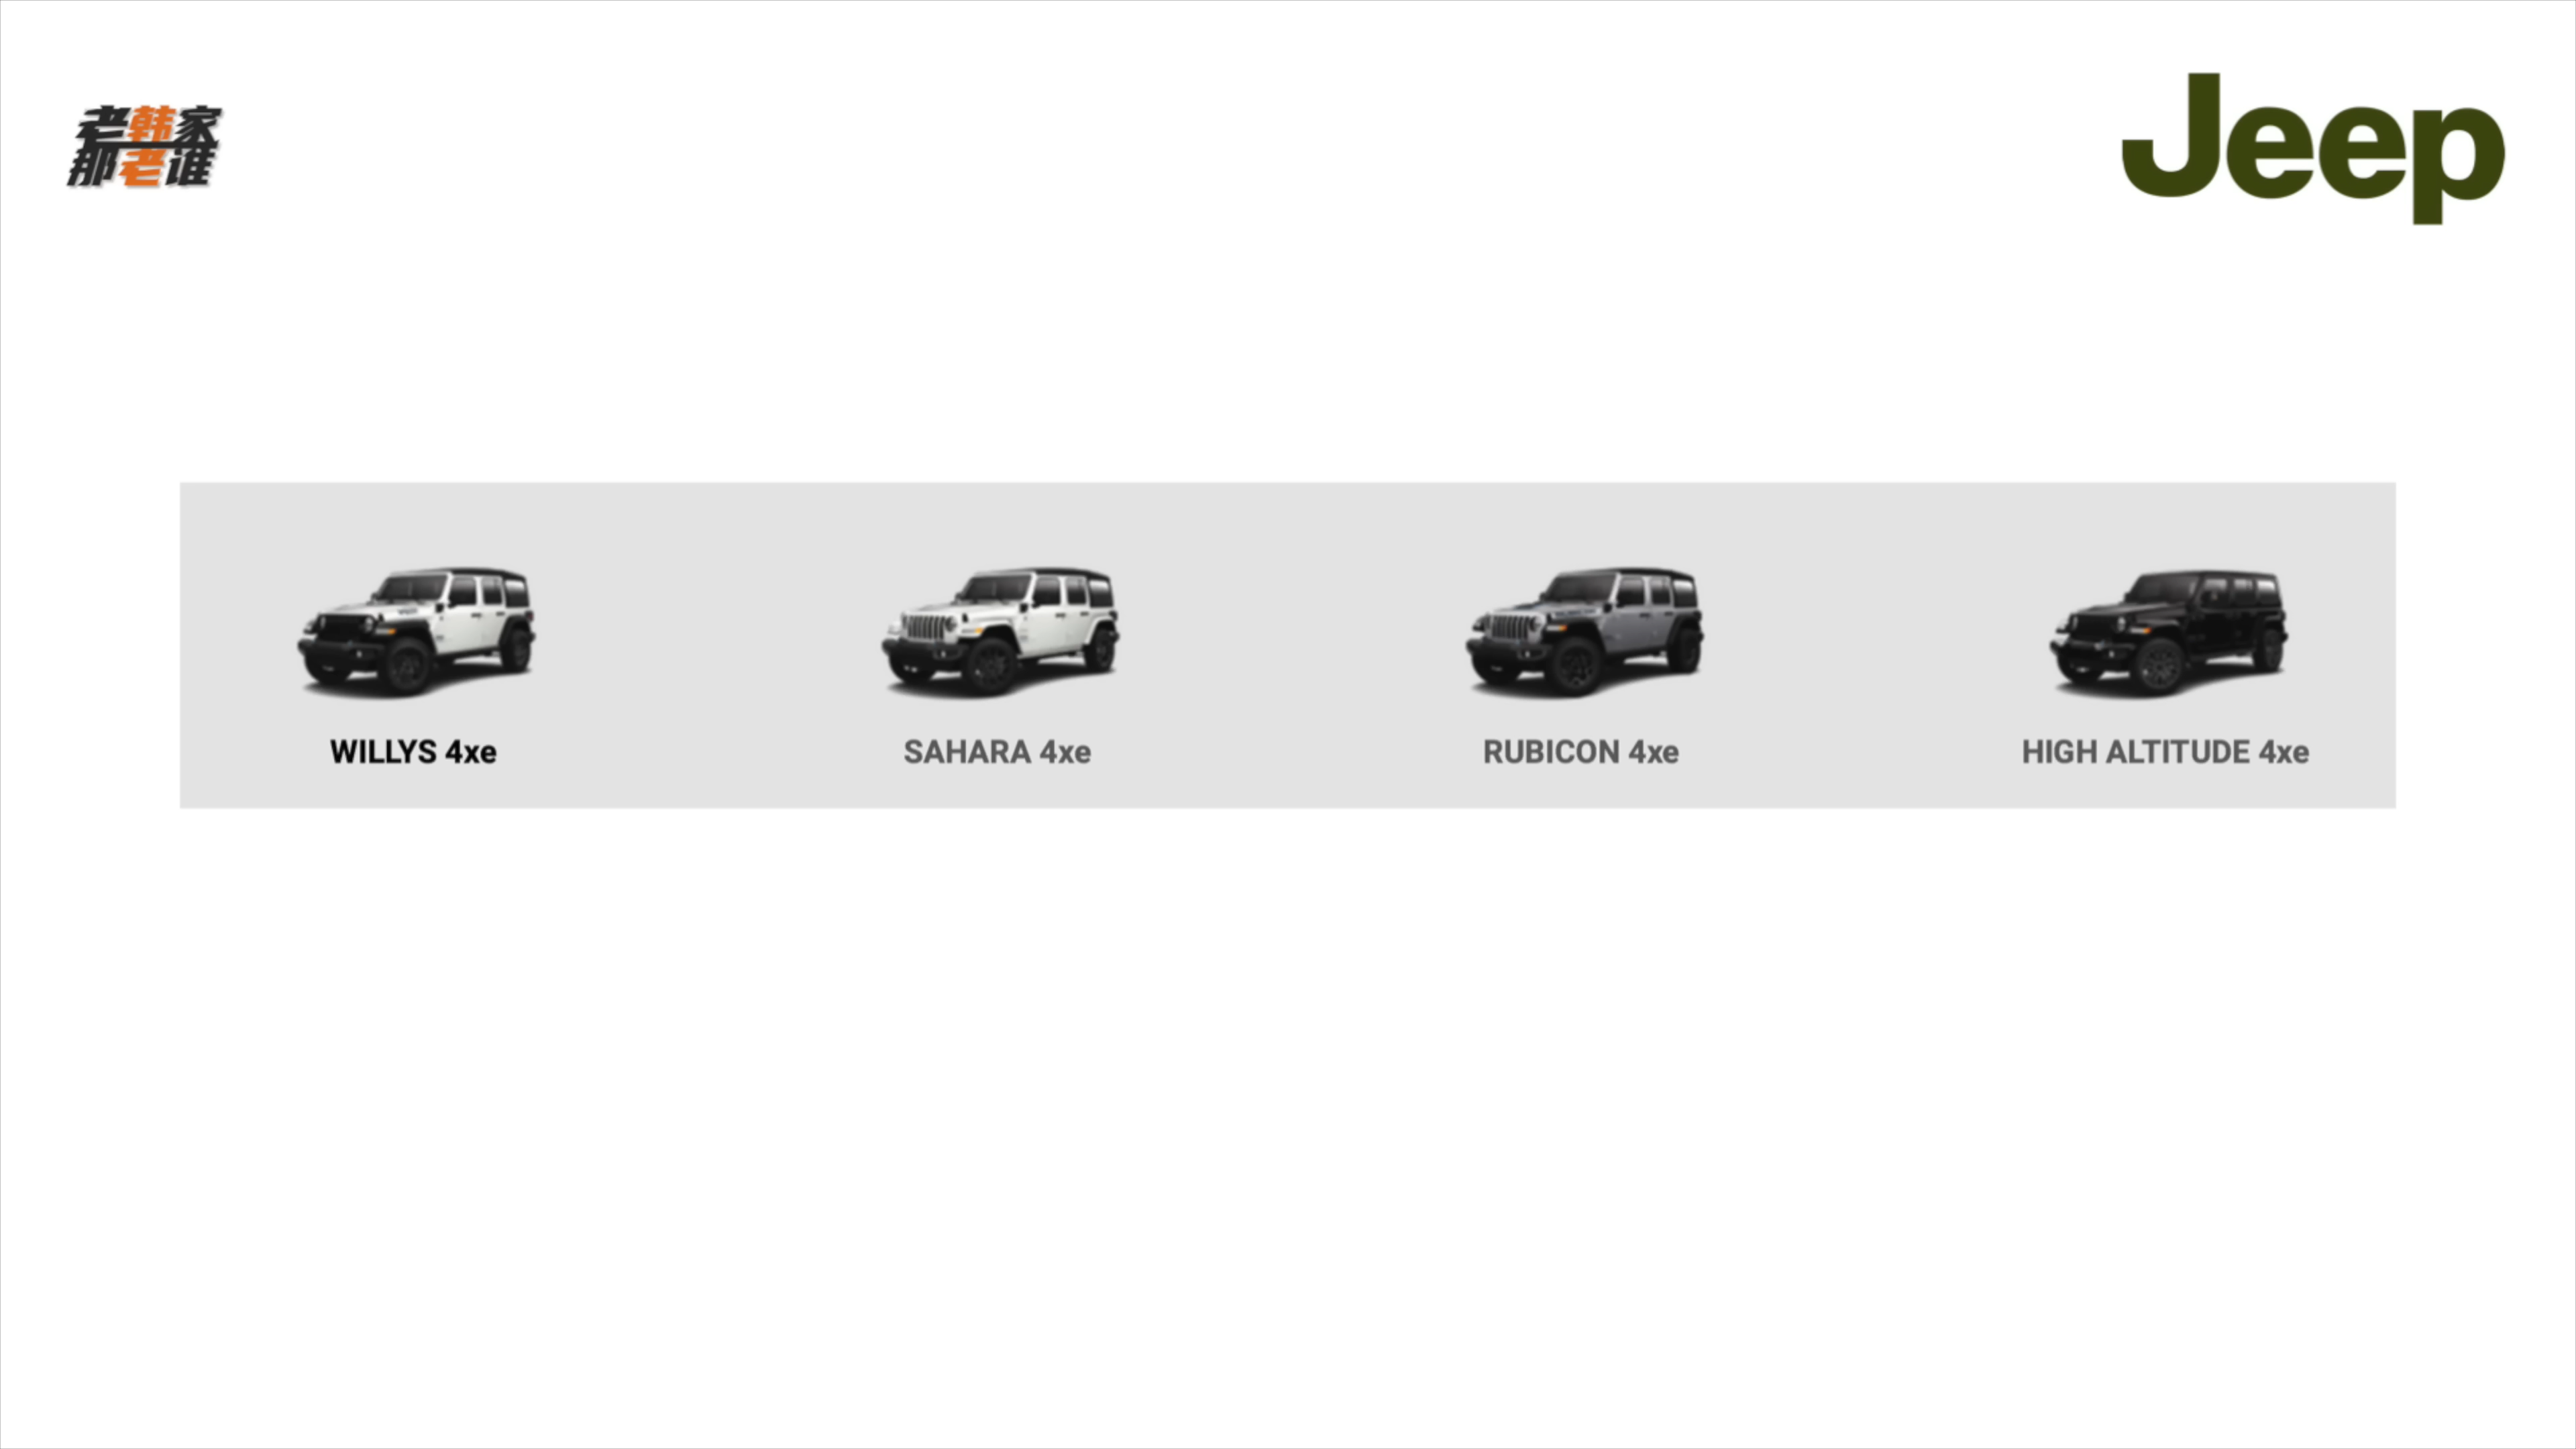 老韩家
那老谁
Jeep
WILLYS 4xe
SAHARA 4xe
RUBICON 4xe
HIGH ALTITUDE 4xe